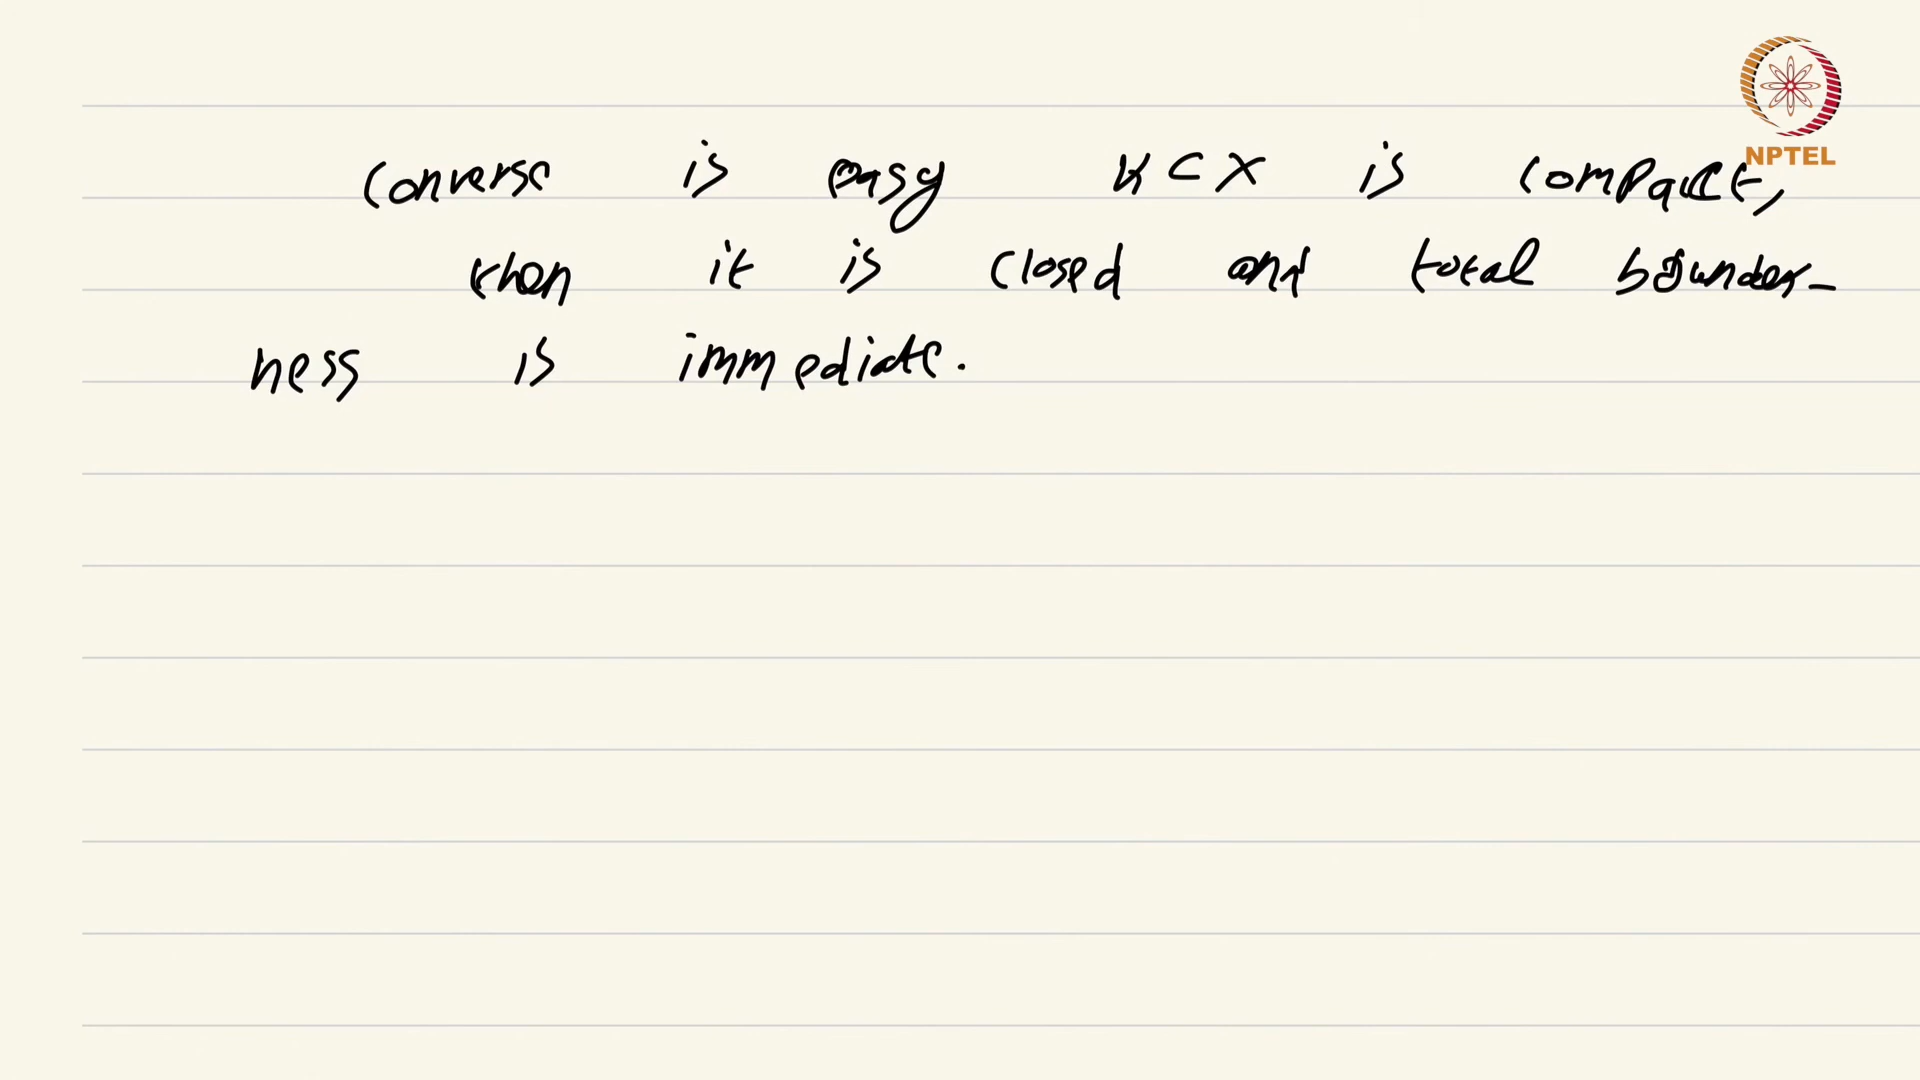 NPTEL
converse is easy K ⊂ X is compact,
then it is closed and total bounded-
ness is immediate.